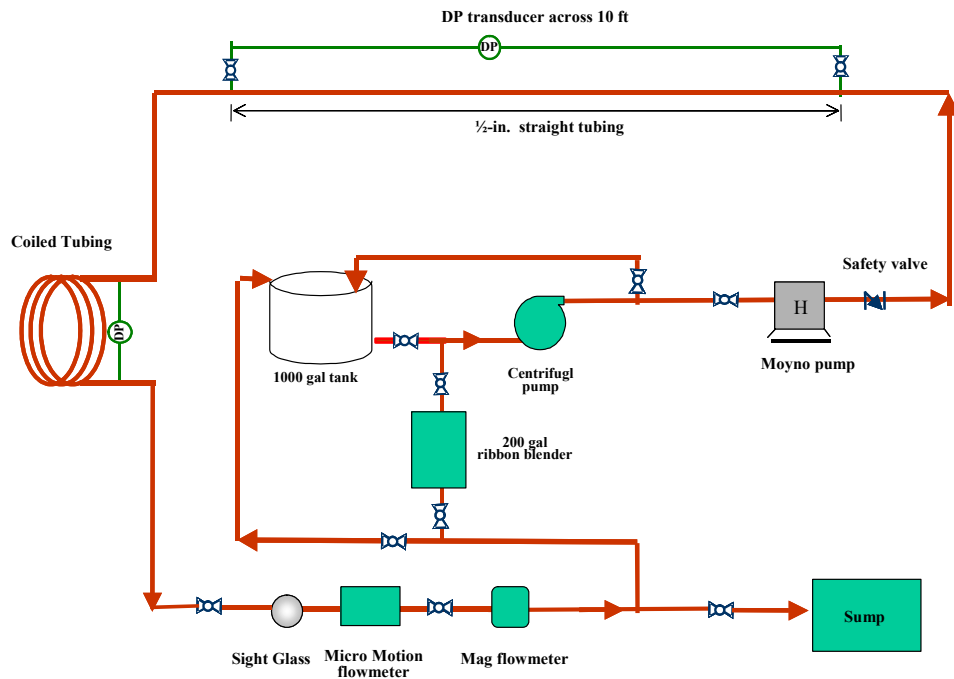 DP transducer across 10 ft
DP
½-in.  straight tubing
Coiled Tubing
DP
Safety valve
H
Moyno pump
1000 gal tank
Centrifugl
pump
200 gal
ribbon blender
Sump
Sight Glass
Micro Motion
flowmeter
Mag flowmeter